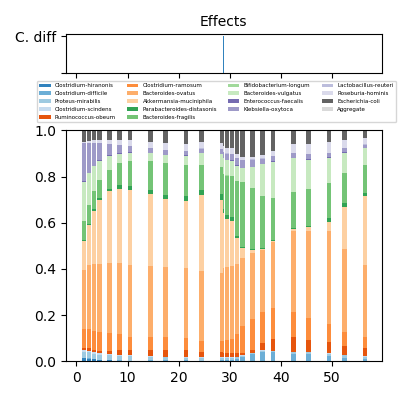 Effects
C. diff
Clostridium-hiranonis Clostridium-ramosum Bifidobacterium-longum Lactobacillus-reuteri
Clostridium-difficile Bacteroides-ovatus Bacteroides-vulgatus Roseburia-hominis
Proteus-mirabilis Akkermansia-muciniphila Enterococcus-faecalis Escherichia-coli
Clostridium-scindens Parabacteroides-distasonis Klebsiella-oxytoca Aggregate
Ruminococcus-obeum Bacteroides-fragilis
1.0
0.8
0.6
0.4
0.2
0.0
0 10 20 30 40 50